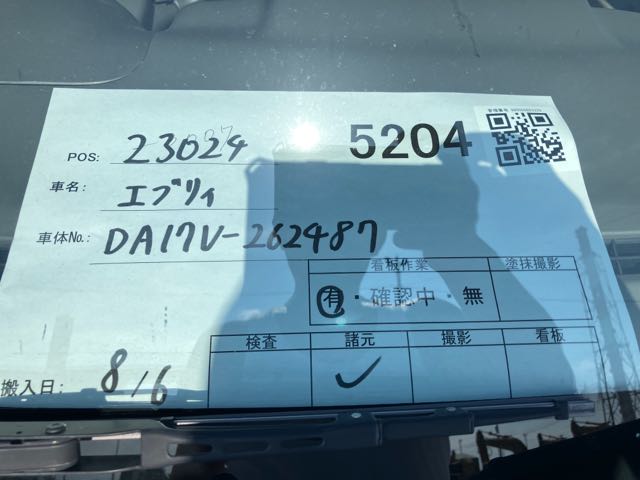 POS: 23024 5204
車名: エブリィ
車体No.: DA17V-262487
看板作業 塗抹撮影
有・確認中・無
検査 諸元 撮影 看板
✓
搬入日: 8/6